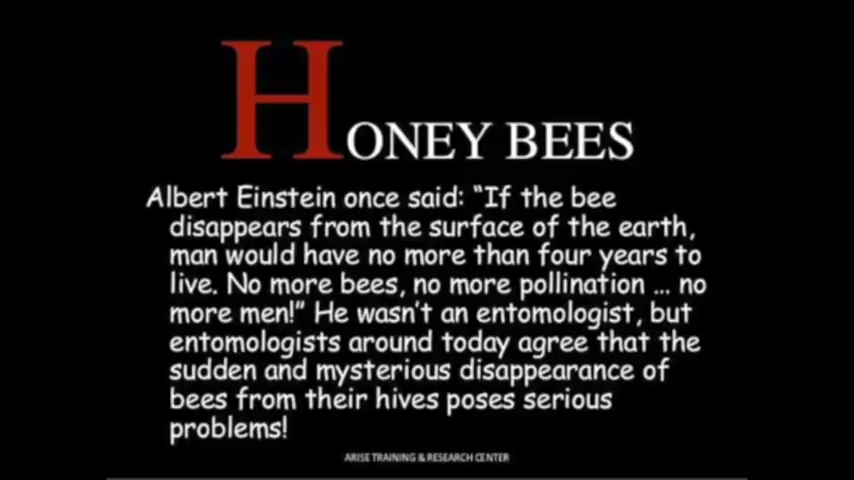 HONEY BEES
Albert Einstein once said: “If the bee
disappears from the surface of the earth,
man would have no more than four years to
live. No more bees, no more pollination … no
more men!” He wasn’t an entomologist, but
entomologists around today agree that the
sudden and mysterious disappearance of
bees from their hives poses serious
problems!
ARISE TRAINING & RESEARCH CENTER